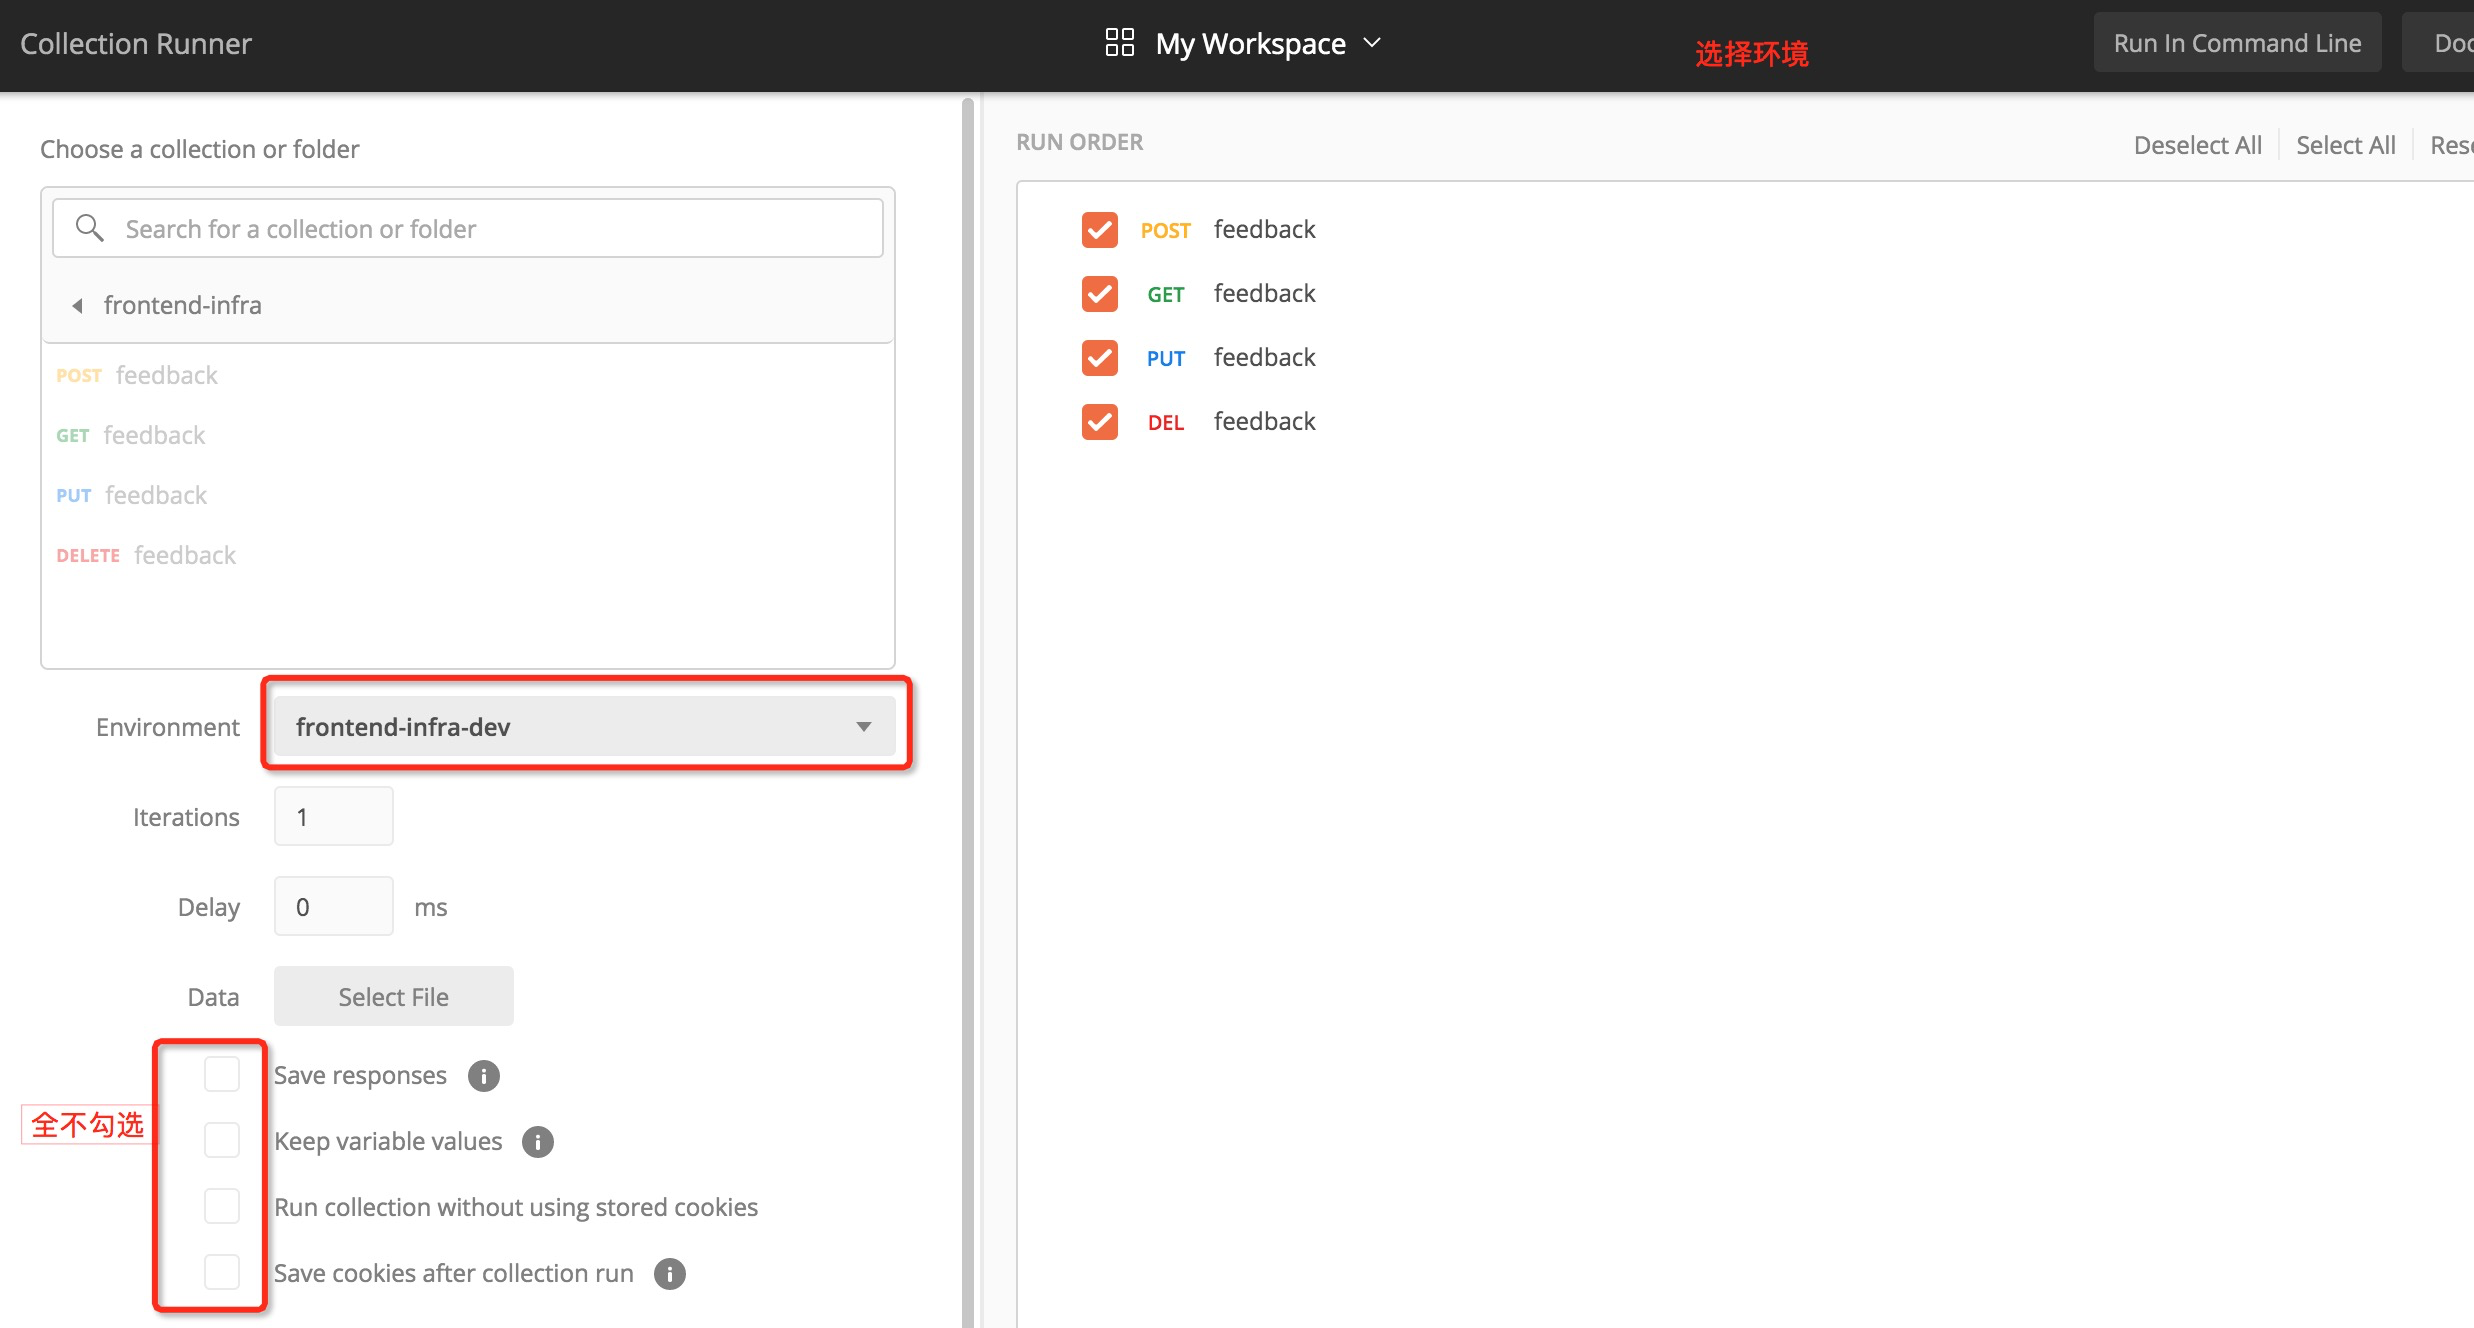 Collection Runner
My Workspace
选择环境
Run In Command Line
Choose a collection or folder
Search for a collection or folder
frontend-infra
POST feedback
GET feedback
PUT feedback
DELETE feedback
Environment frontend-infra-dev
Iterations 1
Delay 0 ms
Data Select File
Save responses
全不勾选
Keep variable values
Run collection without using stored cookies
Save cookies after collection run
RUN ORDER
Deselect All
Select All
POST feedback
GET feedback
PUT feedback
DEL feedback